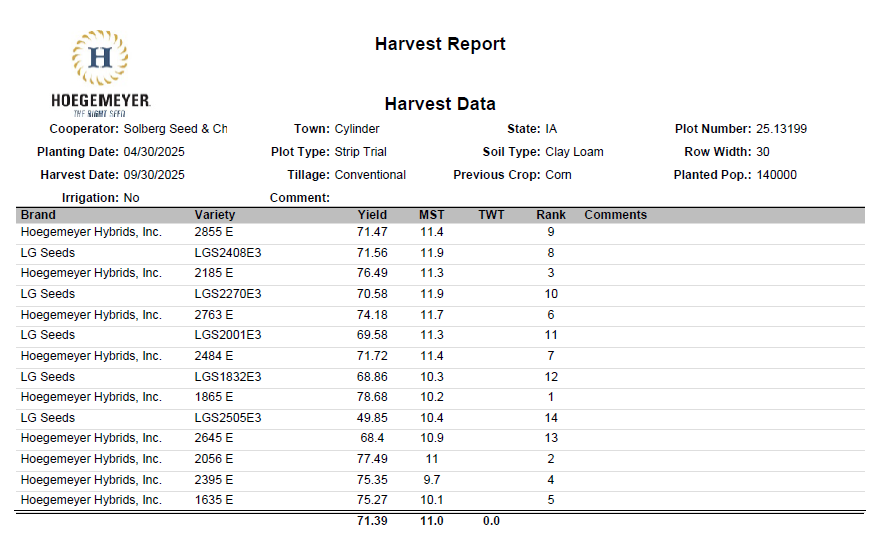 Harvest Report
H
HOEGEMEYER
THE RIGHT SEED
Harvest Data
Cooperator: Solberg Seed & Ch Town: Cylinder State: IA Plot Number: 25.13199
Planting Date: 04/30/2025 Plot Type: Strip Trial Soil Type: Clay Loam Row Width: 30
Harvest Date: 09/30/2025 Tillage: Conventional Previous Crop: Corn Planted Pop.: 140000
Irrigation: No Comment:
Brand Variety Yield MST TWT Rank Comments
Hoegemeyer Hybrids, Inc. 2855 E 71.47 11.4 9
LG Seeds LGS2408E3 71.56 11.9 8
Hoegemeyer Hybrids, Inc. 2185 E 76.49 11.3 3
LG Seeds LGS2270E3 70.58 11.9 10
Hoegemeyer Hybrids, Inc. 2763 E 74.18 11.7 6
LG Seeds LGS2001E3 69.58 11.3 11
Hoegemeyer Hybrids, Inc. 2484 E 71.72 11.4 7
LG Seeds LGS1832E3 68.86 10.3 12
Hoegemeyer Hybrids, Inc. 1865 E 78.68 10.2 1
LG Seeds LGS2505E3 49.85 10.4 14
Hoegemeyer Hybrids, Inc. 2645 E 68.4 10.9 13
Hoegemeyer Hybrids, Inc. 2056 E 77.49 11 2
Hoegemeyer Hybrids, Inc. 2395 E 75.35 9.7 4
Hoegemeyer Hybrids, Inc. 1635 E 75.27 10.1 5
71.39 11.0 0.0